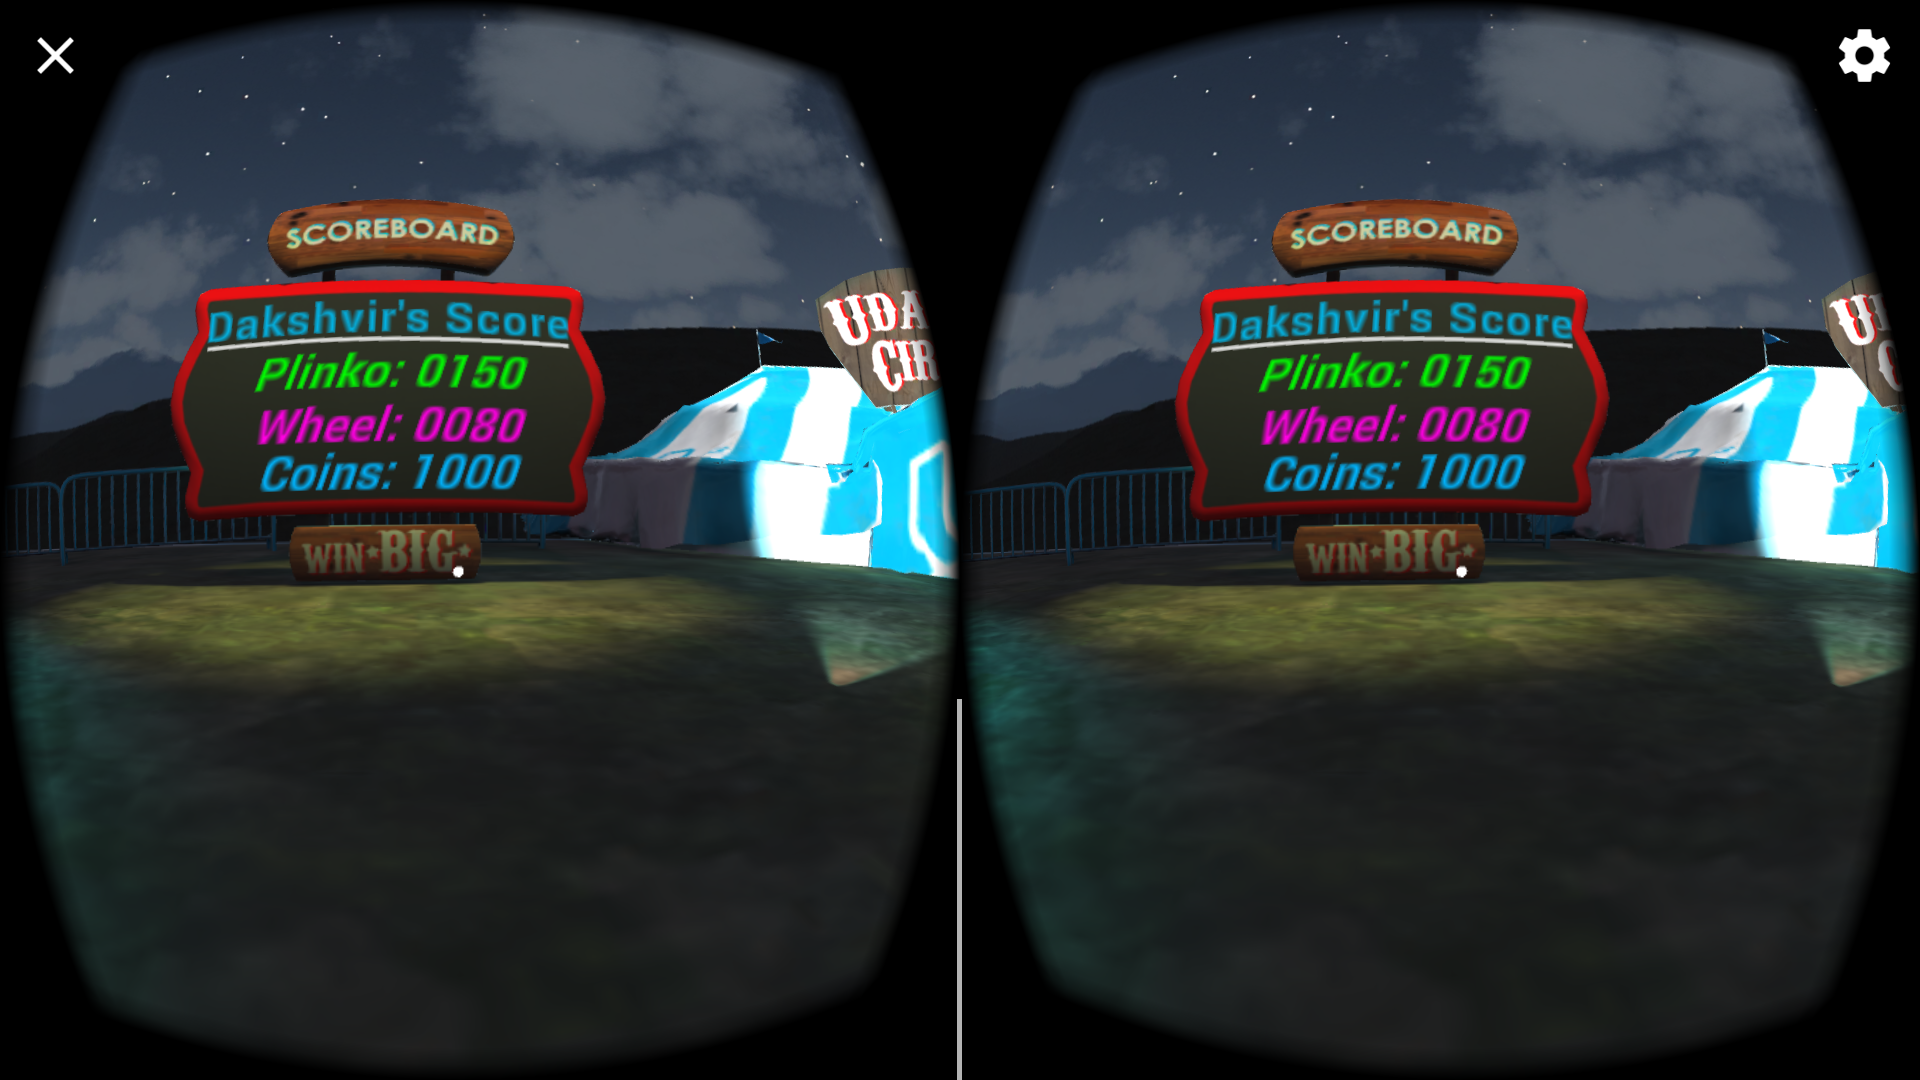 SCOREBOARD
Dakshvir's Score
Plinko: 0150
Wheel: 0080
Coins: 1000
WIN★BIG★
SCOREBOARD
Dakshvir's Score
Plinko: 0150
Wheel: 0080
Coins: 1000
WIN★BIG★